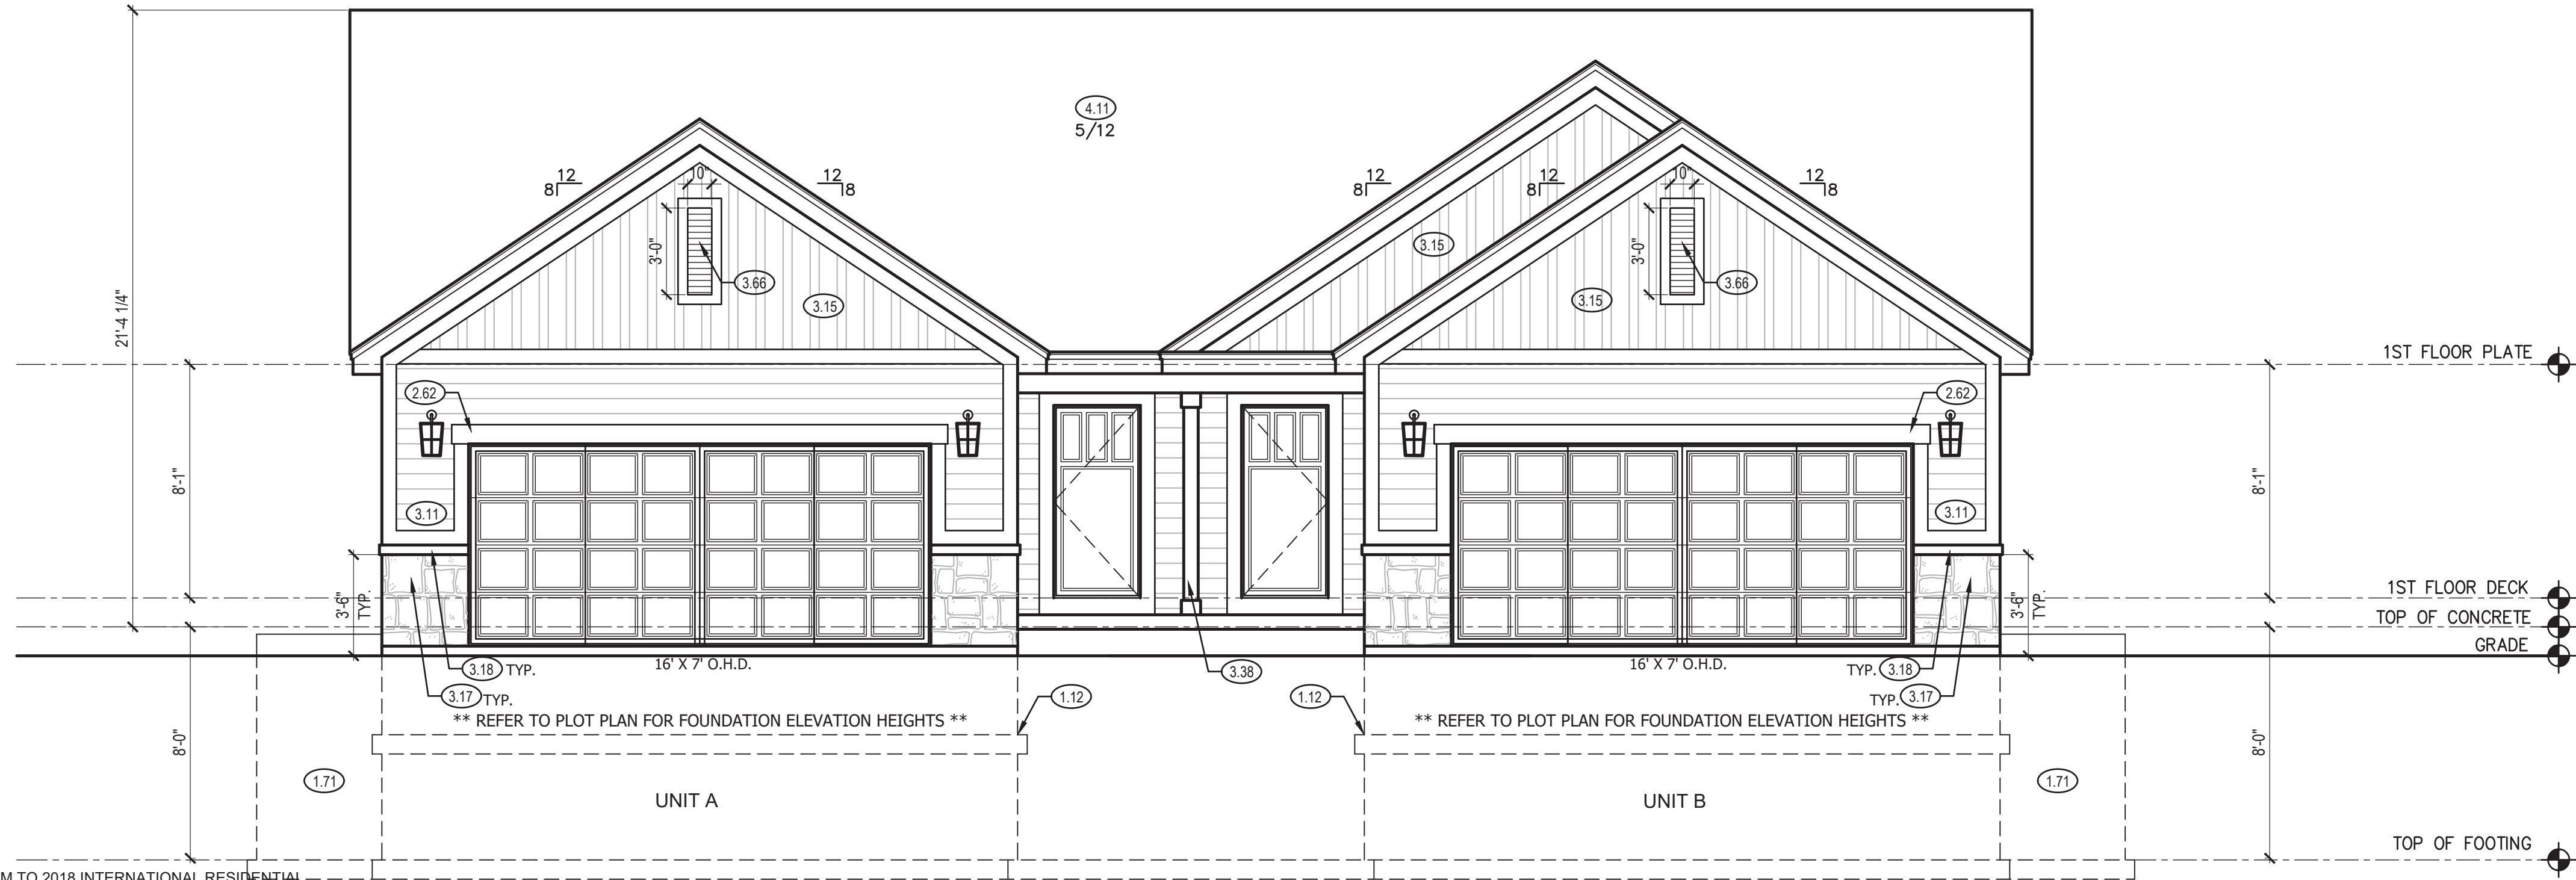 4.11
5/12
12
8
12
8
12
8
12
8
12
8
10"
10"
3'-0"
3'-0"
3.66
3.15
3.15
3.15
3.66
21'-4 1/4"
1ST FLOOR PLATE
2.62
2.62
8'-1"
8'-1"
3.11
3.11
3'-6"
TYP.
3'-6"
TYP.
1ST FLOOR DECK
TOP OF CONCRETE
GRADE
16' X 7' O.H.D.
16' X 7' O.H.D.
3.18 TYP.
3.38
TYP. 3.18
3.17 TYP.
1.12
1.12
TYP. 3.17
** REFER TO PLOT PLAN FOR FOUNDATION ELEVATION HEIGHTS **
** REFER TO PLOT PLAN FOR FOUNDATION ELEVATION HEIGHTS **
8'-0"
8'-0"
1.71
1.71
UNIT A
UNIT B
TOP OF FOOTING
M TO 2018 INTERNATIONAL RESIDENTIAL